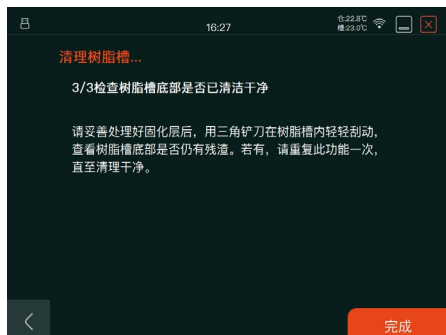 16:27
仓:22.8℃
槽:23.0℃
清理树脂槽...
3/3检查树脂槽底部是否已清洁干净
请妥善处理好固化层后，用三角铲刀在树脂槽内轻轻刮动，
查看树脂槽底部是否仍有残渣。若有，请重复此功能一次，
直至清理干净。
完成